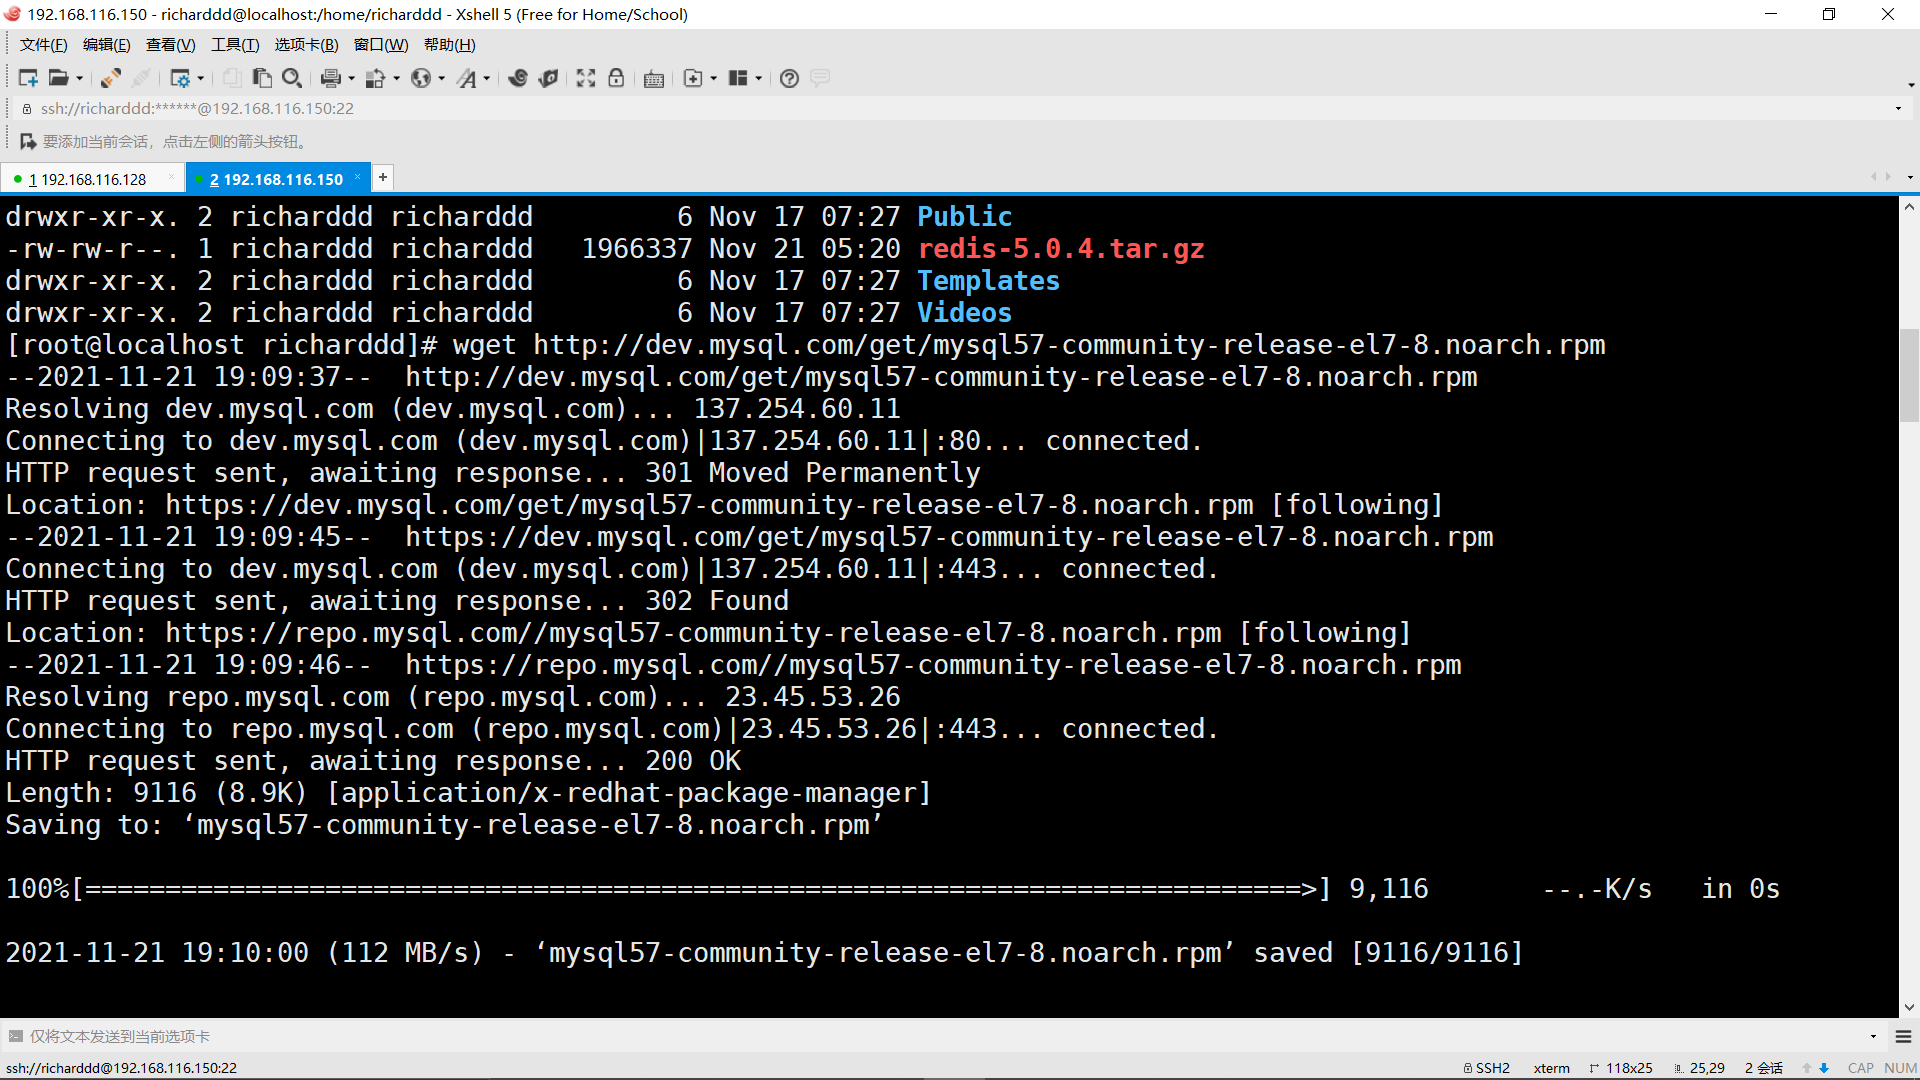 192.168.116.150 - richarddd@localhost:/home/richarddd - Xshell 5 (Free for Home/School)
文件(F) 编辑(E) 查看(V) 工具(T) 选项卡(B) 窗口(W) 帮助(H)
ssh://richarddd:******@192.168.116.150:22
要添加当前会话，点击左侧的箭头按钮。
1 192.168.116.128 × 2 192.168.116.150 × +
drwxr-xr-x. 2 richarddd richarddd         6 Nov 17 07:27 Public
-rw-rw-r--. 1 richarddd richarddd   1966337 Nov 21 05:20 redis-5.0.4.tar.gz
drwxr-xr-x. 2 richarddd richarddd         6 Nov 17 07:27 Templates
drwxr-xr-x. 2 richarddd richarddd         6 Nov 17 07:27 Videos
[root@localhost richarddd]# wget http://dev.mysql.com/get/mysql57-community-release-el7-8.noarch.rpm
--2021-11-21 19:09:37--  http://dev.mysql.com/get/mysql57-community-release-el7-8.noarch.rpm
Resolving dev.mysql.com (dev.mysql.com)... 137.254.60.11
Connecting to dev.mysql.com (dev.mysql.com)|137.254.60.11|:80... connected.
HTTP request sent, awaiting response... 301 Moved Permanently
Location: https://dev.mysql.com/get/mysql57-community-release-el7-8.noarch.rpm [following]
--2021-11-21 19:09:45--  https://dev.mysql.com/get/mysql57-community-release-el7-8.noarch.rpm
Connecting to dev.mysql.com (dev.mysql.com)|137.254.60.11|:443... connected.
HTTP request sent, awaiting response... 302 Found
Location: https://repo.mysql.com//mysql57-community-release-el7-8.noarch.rpm [following]
--2021-11-21 19:09:46--  https://repo.mysql.com//mysql57-community-release-el7-8.noarch.rpm
Resolving repo.mysql.com (repo.mysql.com)... 23.45.53.26
Connecting to repo.mysql.com (repo.mysql.com)|23.45.53.26|:443... connected.
HTTP request sent, awaiting response... 200 OK
Length: 9116 (8.9K) [application/x-redhat-package-manager]
Saving to: ‘mysql57-community-release-el7-8.noarch.rpm’
100%[============================================================================>] 9,116       --.-K/s   in 0s
2021-11-21 19:10:00 (112 MB/s) - ‘mysql57-community-release-el7-8.noarch.rpm’ saved [9116/9116]
仅将文本发送到当前选项卡
ssh://richarddd@192.168.116.150:22 SSH2 xterm 118x25 25,29 2 会话 CAP NUM